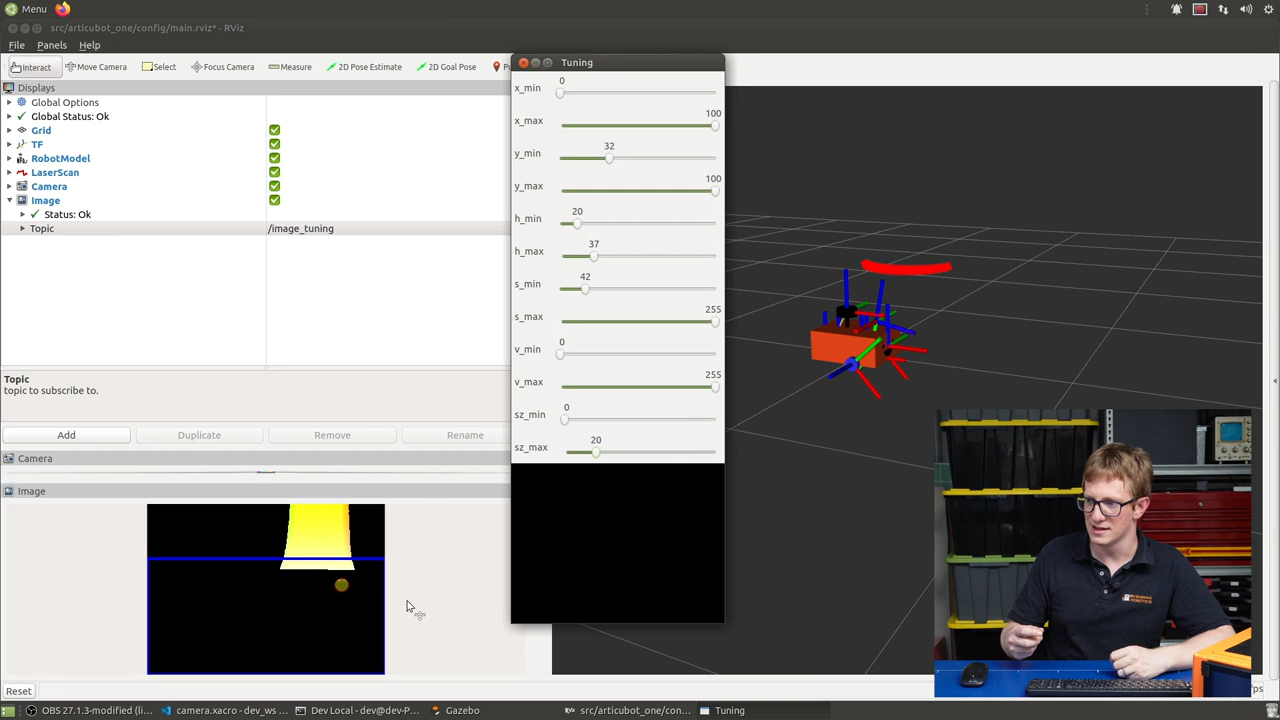 Menu
src/articubot_one/config/main.rviz* - RViz
File Panels Help
Interact Move Camera Select Focus Camera Measure 2D Pose Estimate 2D Goal Pose
Displays
Global Options
Global Status: Ok
Grid
TF
RobotModel
LaserScan
Camera
Image
Status: Ok
Topic /image_tuning
Topic
topic to subscribe to.
Add Duplicate Remove Rename
Camera
Image
Reset
Tuning
0
x_min
100
x_max
32
y_min
100
y_max
20
h_min
37
h_max
42
s_min
255
s_max
0
v_min
255
v_max
0
sz_min
20
sz_max
OBS 27.1.3-modified (li... camera.xacro - dev_ws ... Dev Local - dev@dev-P... Gazebo src/articubot_one/con... Tuning